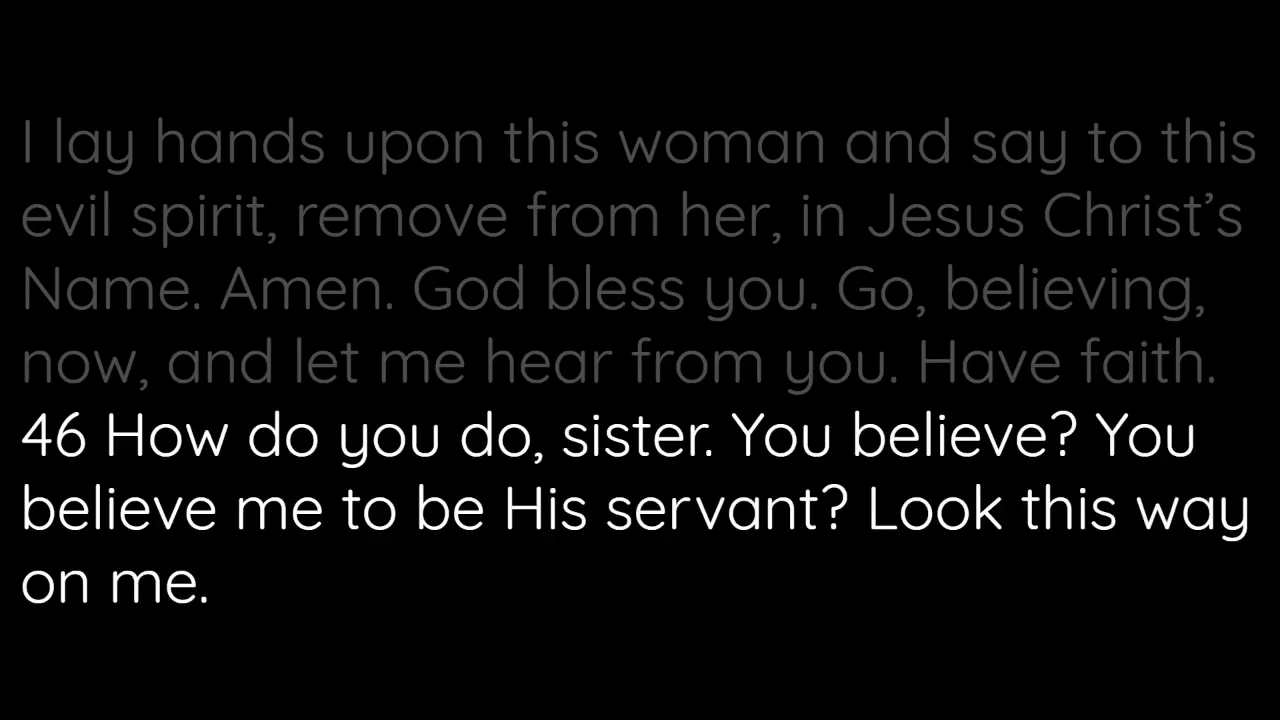 I lay hands upon this woman and say to this
evil spirit, remove from her, in Jesus Christ’s
Name. Amen. God bless you. Go, believing,
now, and let me hear from you. Have faith.
46 How do you do, sister. You believe? You
believe me to be His servant? Look this way
on me.